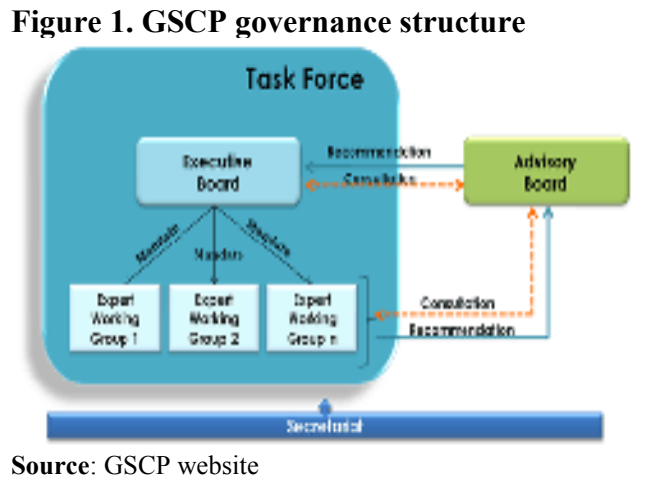 Figure 1. GSCP governance structure
Task Force
Executive
Board
Recommendation
Consultation
Advisory
Board
Mandate
Mandate
Mandate
Expert
Working
Group 1
Expert
Working
Group 2
Expert
Working
Group n
Consultation
Recommendation
Secretariat
Source: GSCP website